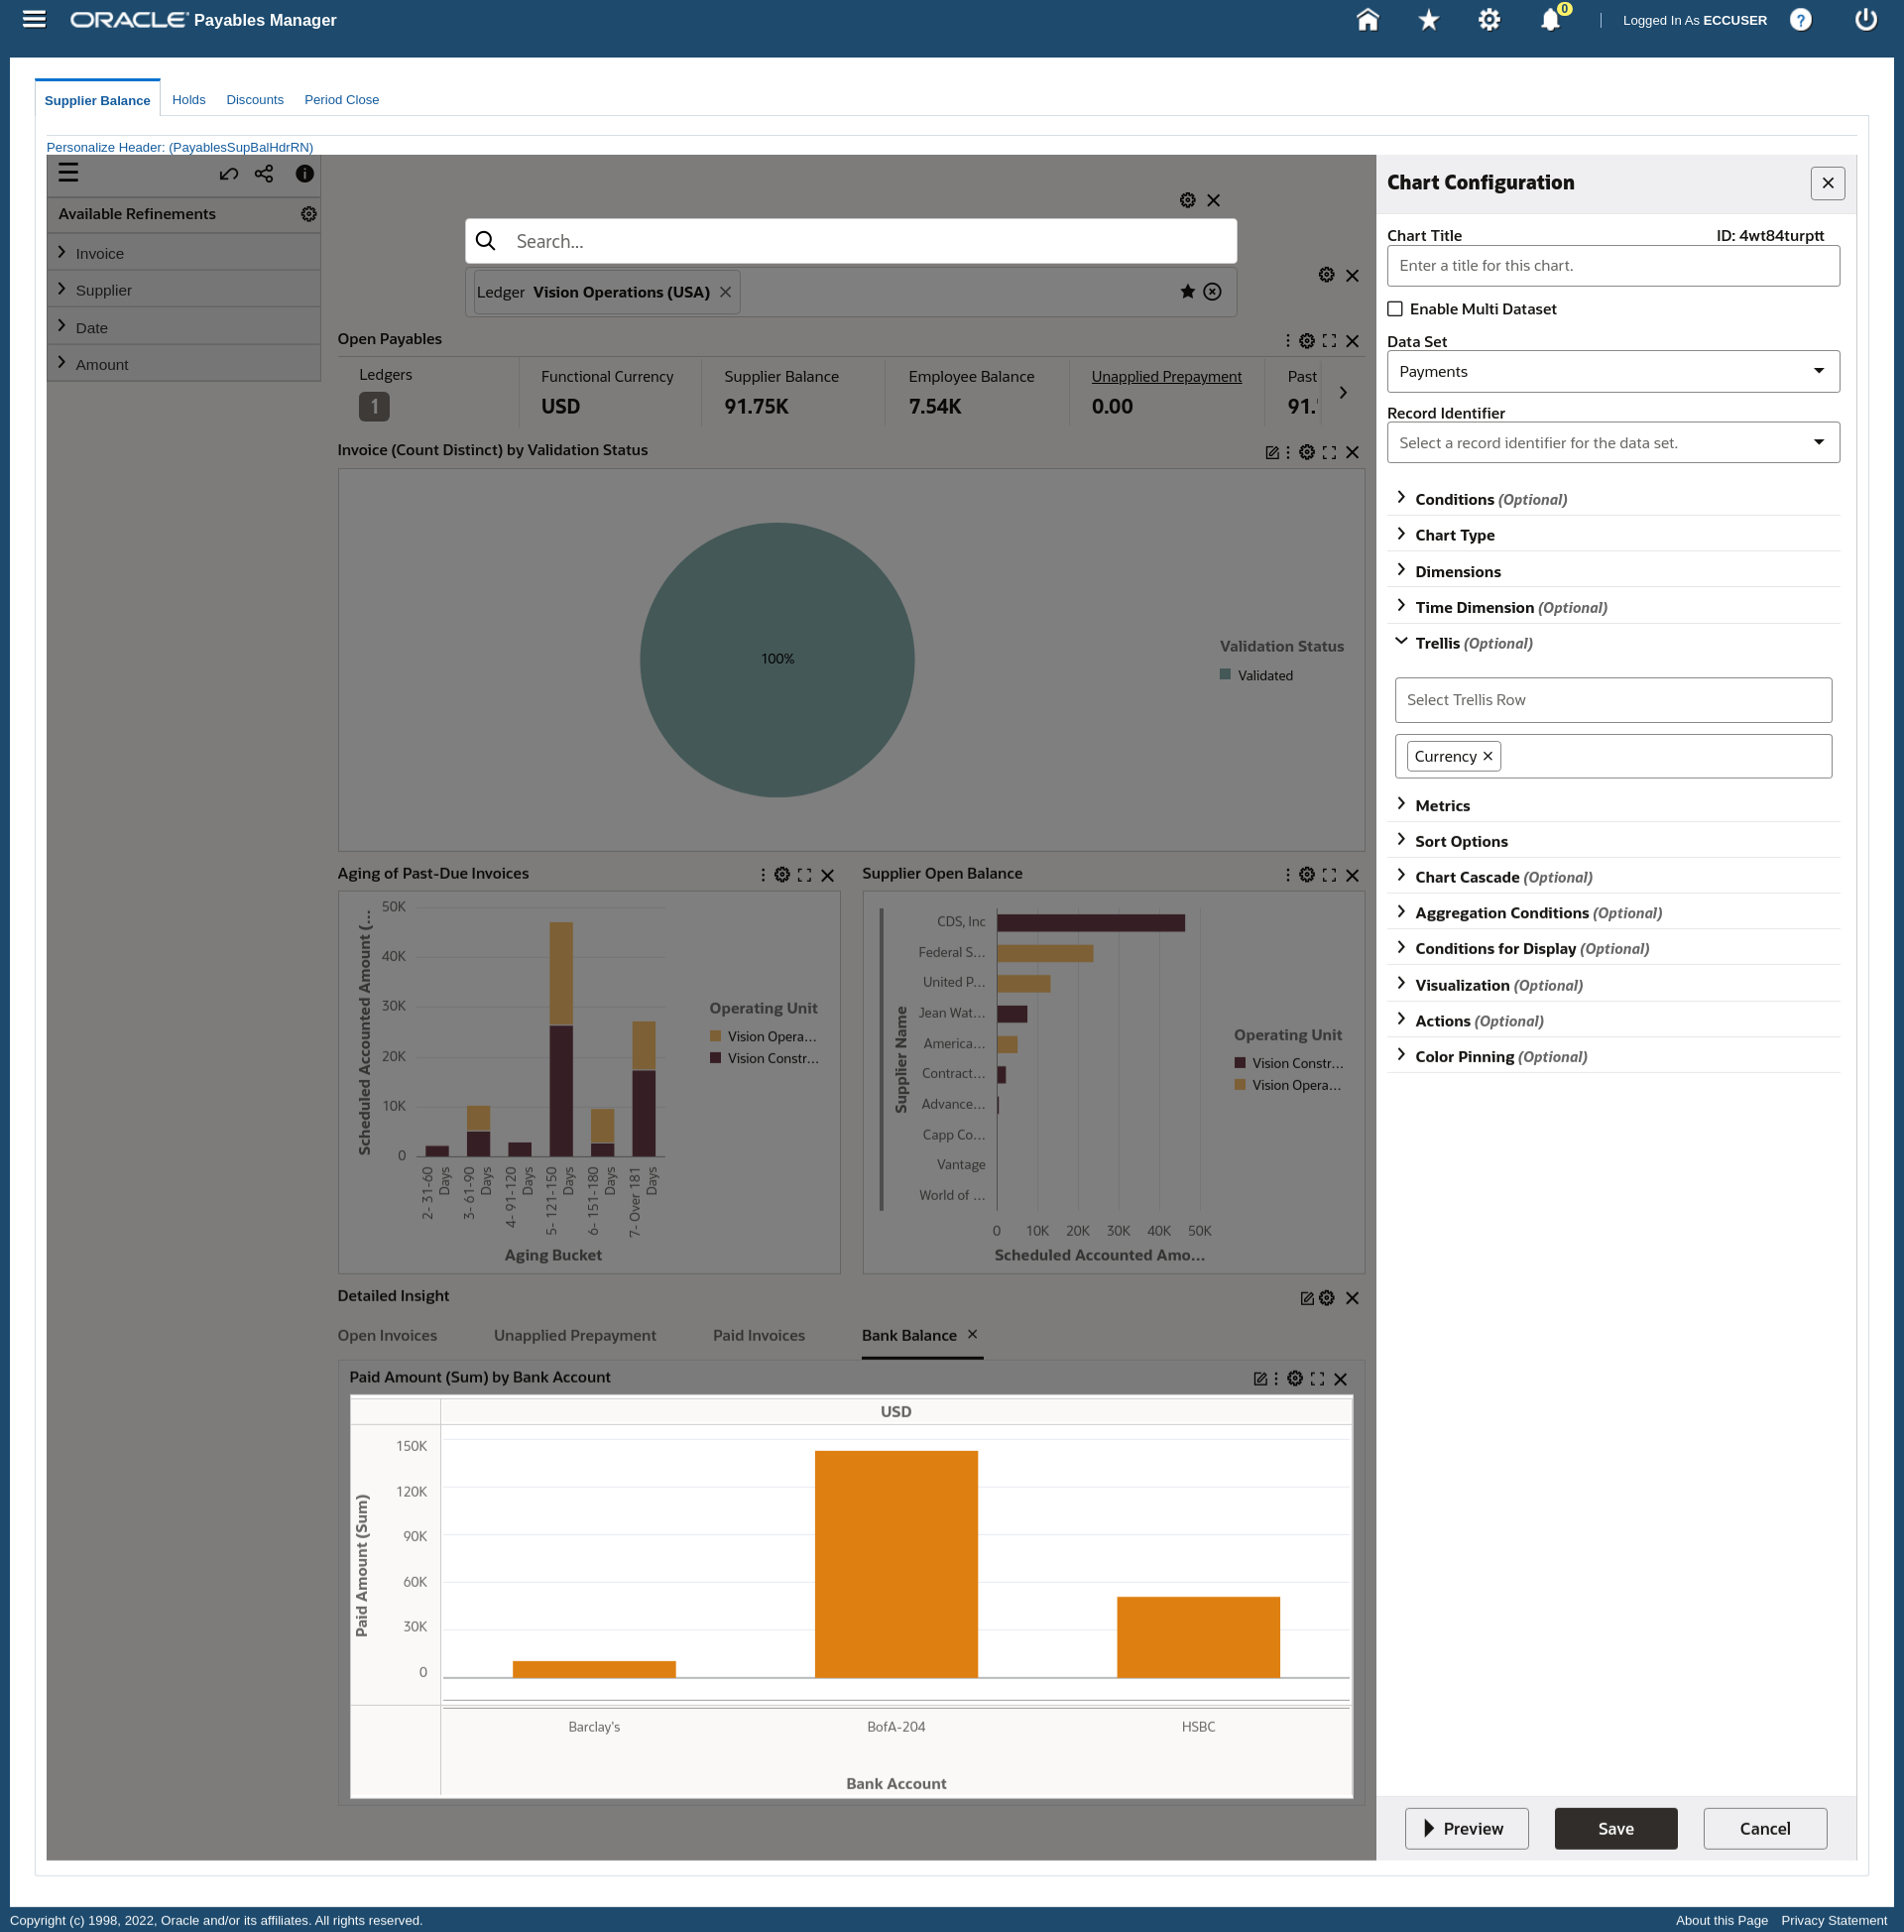 ORACLE Payables Manager
0
Logged In As ECCUSER
?
Supplier Balance
Holds
Discounts
Period Close
Personalize Header: (PayablesSupBalHdrRN)
Available Refinements
Invoice
Supplier
Date
Amount
Search...
Ledger Vision Operations (USA)
Open Payables
Ledgers
1
Functional Currency
USD
Supplier Balance
91.75K
Employee Balance
7.54K
Unapplied Prepayment
0.00
Past
91.
Invoice (Count Distinct) by Validation Status
100%
Validation Status
Validated
Aging of Past-Due Invoices
Scheduled Accounted Amount (...
50K
40K
30K
20K
10K
0
2- 31-60 Days
3- 61-90 Days
4- 91-120 Days
5- 121-150 Days
6- 151-180 Days
7- Over 181 Days
Aging Bucket
Operating Unit
Vision Opera...
Vision Constr...
Supplier Open Balance
Supplier Name
CDS, Inc
Federal S...
United P...
Jean Wat...
America...
Contract...
Advance...
Capp Co...
Vantage
World of ...
0 10K 20K 30K 40K 50K
Scheduled Accounted Amo...
Operating Unit
Vision Constr...
Vision Opera...
Detailed Insight
Open Invoices
Unapplied Prepayment
Paid Invoices
Bank Balance
Paid Amount (Sum) by Bank Account
USD
Paid Amount (Sum)
150K
120K
90K
60K
30K
0
Barclay's
BofA-204
HSBC
Bank Account
Chart Configuration
Chart Title
ID: 4wt84turptt
Enter a title for this chart.
Enable Multi Dataset
Data Set
Payments
Record Identifier
Select a record identifier for the data set.
Conditions (Optional)
Chart Type
Dimensions
Time Dimension (Optional)
Trellis (Optional)
Select Trellis Row
Currency
Metrics
Sort Options
Chart Cascade (Optional)
Aggregation Conditions (Optional)
Conditions for Display (Optional)
Visualization (Optional)
Actions (Optional)
Color Pinning (Optional)
Preview
Save
Cancel
Copyright (c) 1998, 2022, Oracle and/or its affiliates. All rights reserved.
About this Page
Privacy Statement